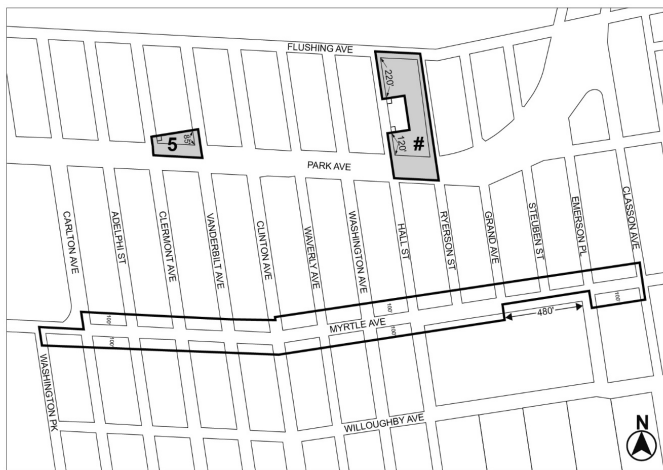 FLUSHING AVE
220'
120'
#
5
85'
PARK AVE
CARLTON AVE
ADELPHI ST
CLERMONT AVE
VANDERBILT AVE
CLINTON AVE
WAVERLY AVE
WASHINGTON AVE
HALL ST
RYERSON ST
GRAND AVE
STEUBEN ST
EMERSON PL
CLASSON AVE
100'
100'
100'
100'
MYRTLE AVE
480'
100'
100'
WASHINGTON PK
WILLOUGHBY AVE
N